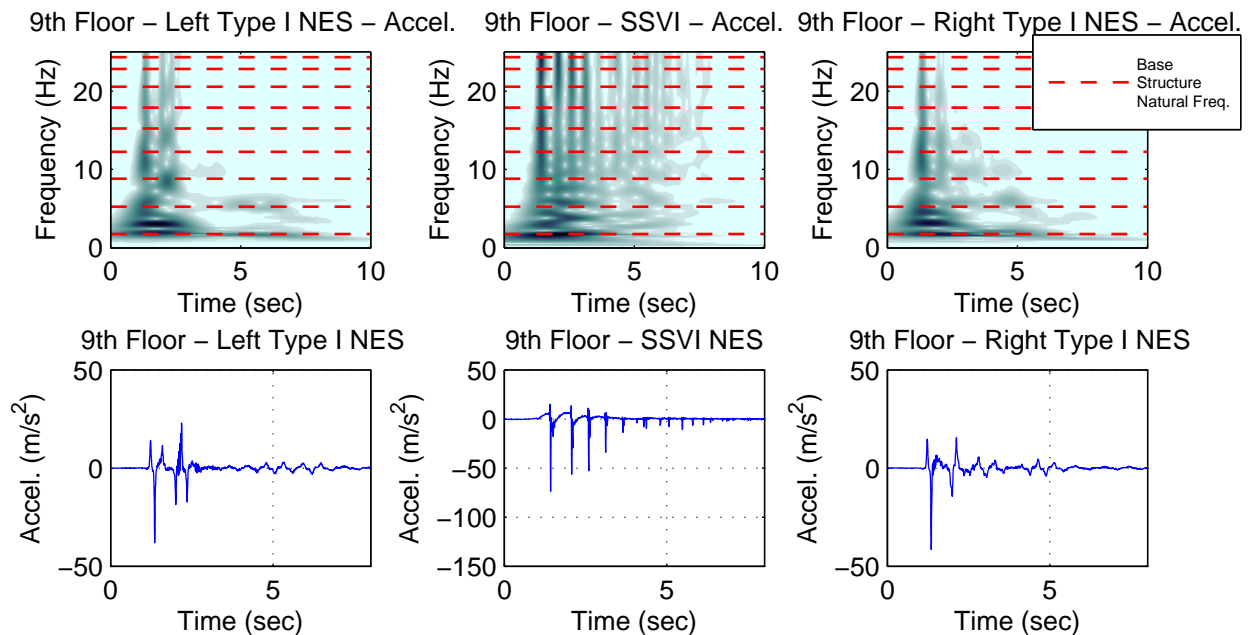 9th Floor – Left Type I NES – Accel.
9th Floor – SSVI – Accel.
9th Floor – Right Type I NES – Accel.
Base
Structure
Natural Freq.
Frequency (Hz)
20
10
0
0
5
10
Time (sec)
Frequency (Hz)
20
10
0
0
5
10
Time (sec)
Frequency (Hz)
20
10
0
0
5
10
Time (sec)
9th Floor – Left Type I NES
9th Floor – SSVI NES
9th Floor – Right Type I NES
Accel. (m/s²)
50
0
−50
5
Time (sec)
Accel. (m/s²)
50
0
−50
−100
−150
5
Time (sec)
Accel. (m/s²)
50
0
−50
5
Time (sec)